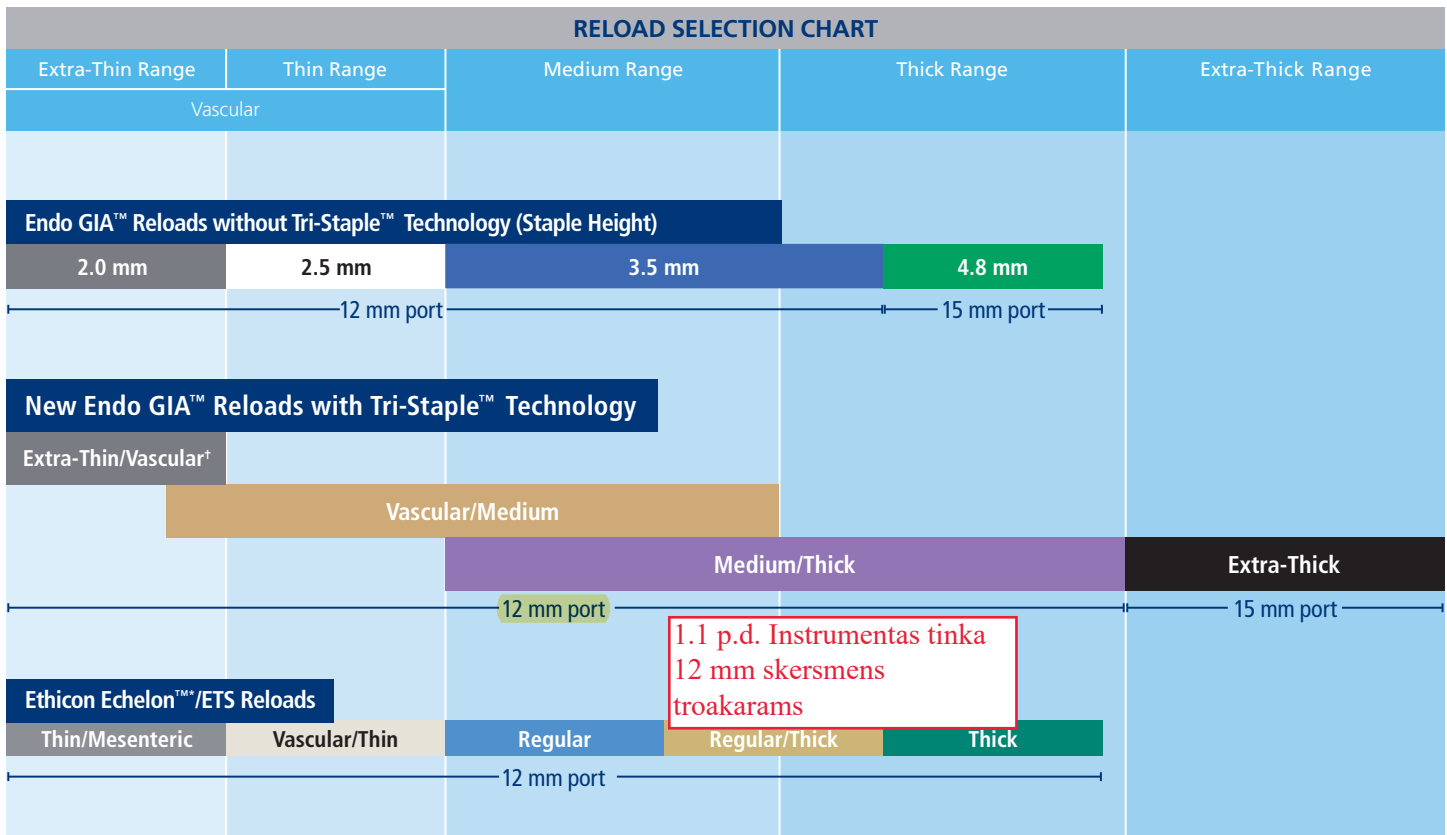 RELOAD SELECTION CHART
Extra-Thin Range
Thin Range
Medium Range
Thick Range
Extra-Thick Range
Vascular
Endo GIA™ Reloads without Tri-Staple™ Technology (Staple Height)
2.0 mm
2.5 mm
3.5 mm
4.8 mm
12 mm port
15 mm port
New Endo GIA™ Reloads with Tri-Staple™ Technology
Extra-Thin/Vascular†
Vascular/Medium
Medium/Thick
Extra-Thick
12 mm port
15 mm port
1.1 p.d. Instrumentas tinka
12 mm skersmens
troakarams
Ethicon Echelon™*/ETS Reloads
Thin/Mesenteric
Vascular/Thin
Regular
Regular/Thick
Thick
12 mm port